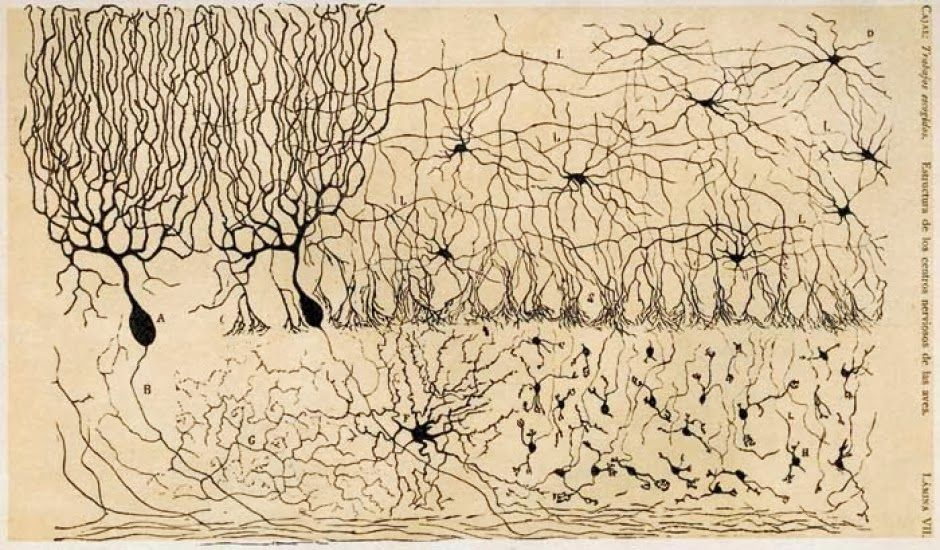 CAJAL: Trabajos escogidos. Estructura de los centros nerviosos de las aves. LÁMINA VII.
D
L
L
L
L
L
S
A
B
G
H